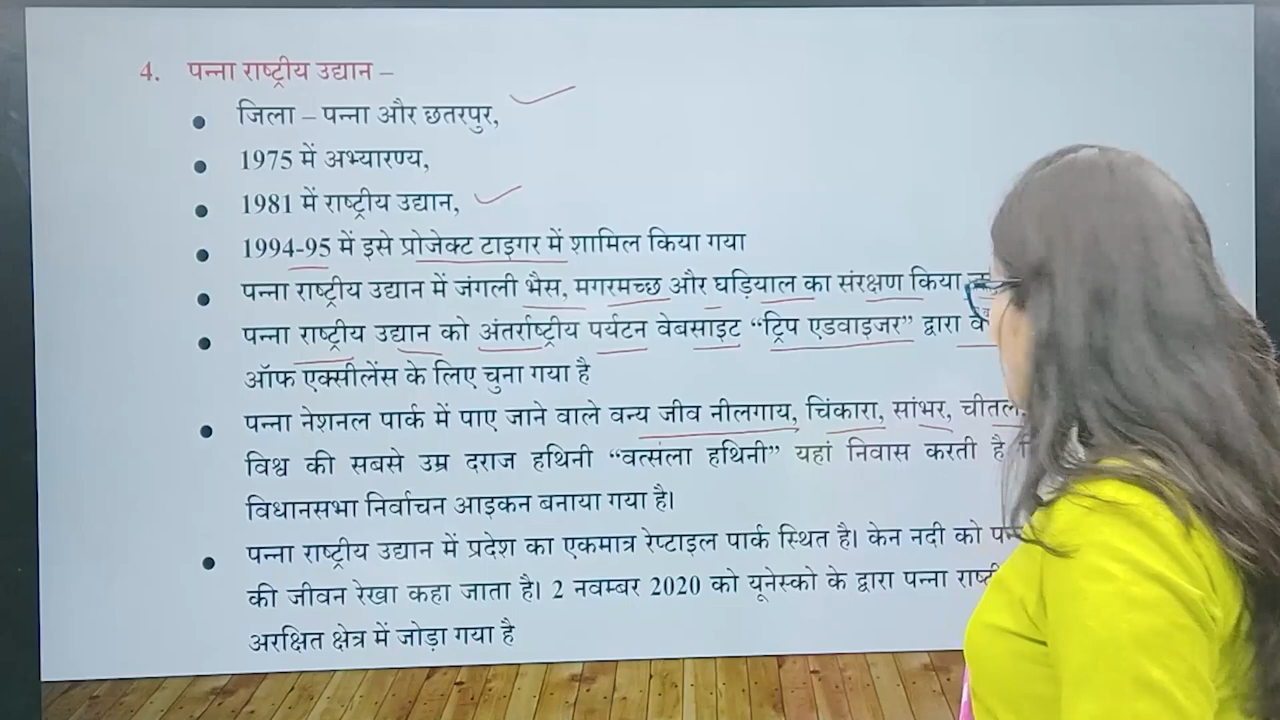 4. पन्ना राष्ट्रीय उद्यान –
• जिला – पन्ना और छतरपुर,
• 1975 में अभ्यारण्य,
• 1981 में राष्ट्रीय उद्यान,
• 1994-95 में इसे प्रोजेक्ट टाइगर में शामिल किया गया
• पन्ना राष्ट्रीय उद्यान में जंगली भैस, मगरमच्छ और घड़ियाल का संरक्षण किया
• पन्ना राष्ट्रीय उद्यान को अंतर्राष्ट्रीय पर्यटन वेबसाइट “ट्रिप एडवाइजर” द्वारा
ऑफ एक्सीलेंस के लिए चुना गया है
• पन्ना नेशनल पार्क में पाए जाने वाले वन्य जीव नीलगाय, चिंकारा, सांभर, चीतल,
विश्व की सबसे उम्र दराज हथिनी “वत्सला हथिनी” यहां निवास करती है
विधानसभा निर्वाचन आइकन बनाया गया है।
• पन्ना राष्ट्रीय उद्यान में प्रदेश का एकमात्र रेप्टाइल पार्क स्थित है। केन नदी को
की जीवन रेखा कहा जाता है। 2 नवम्बर 2020 को यूनेस्को के द्वारा पन्ना
अरक्षित क्षेत्र में जोड़ा गया है